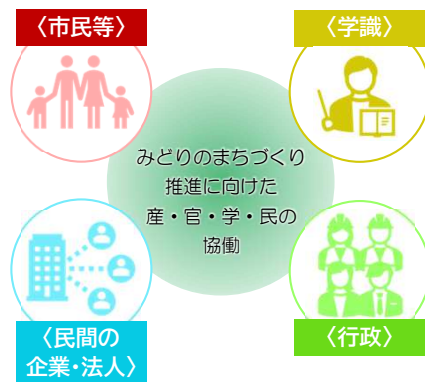 〈市民等〉
〈学識〉
みどりのまちづくり
推進に向けた
産・官・学・民の
協働
〈民間の
企業・法人〉
〈行政〉